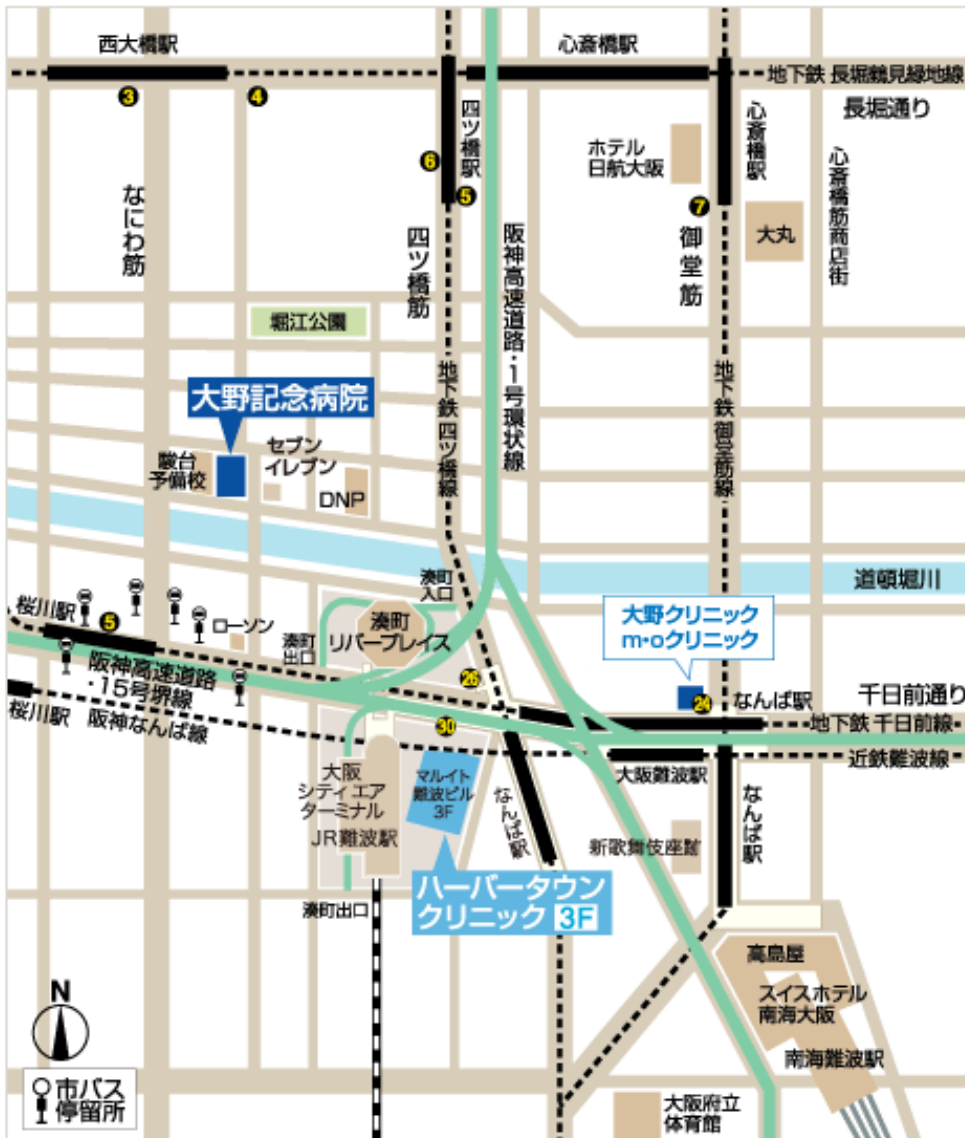 西大橋駅
心斎橋駅
地下鉄 長堀鶴見緑地線
長堀通り
3
4
四ツ橋駅
6
5
ホテル
日航大阪
心斎橋駅
心斎橋筋商店街
7
大丸
なにわ筋
四ツ橋筋
阪神高速道路・1号環状線
御堂筋
堀江公園
地下鉄 四ツ橋線
地下鉄 御堂筋線
大野記念病院
駿台
予備校
セブン
イレブン
DNP
道頓堀川
湊町
入口
桜川駅
5
ローソン
湊町
出口
湊町
リバープレイス
大野クリニック
m・oクリニック
阪神高速道路
・15号堺線
26
24
なんば駅
千日前通り
地下鉄 千日前線
桜川駅
阪神なんば線
30
大阪難波駅
近鉄難波線
大阪
シティエア
ターミナル
JR難波駅
マルイト
難波ビル
3F
なんば駅
新歌舞伎座跡
なんば駅
湊町出口
ハーバータウン
クリニック 3F
高島屋
スイスホテル
南海大阪
南海難波駅
N
市バス
停留所
大阪府立
体育館